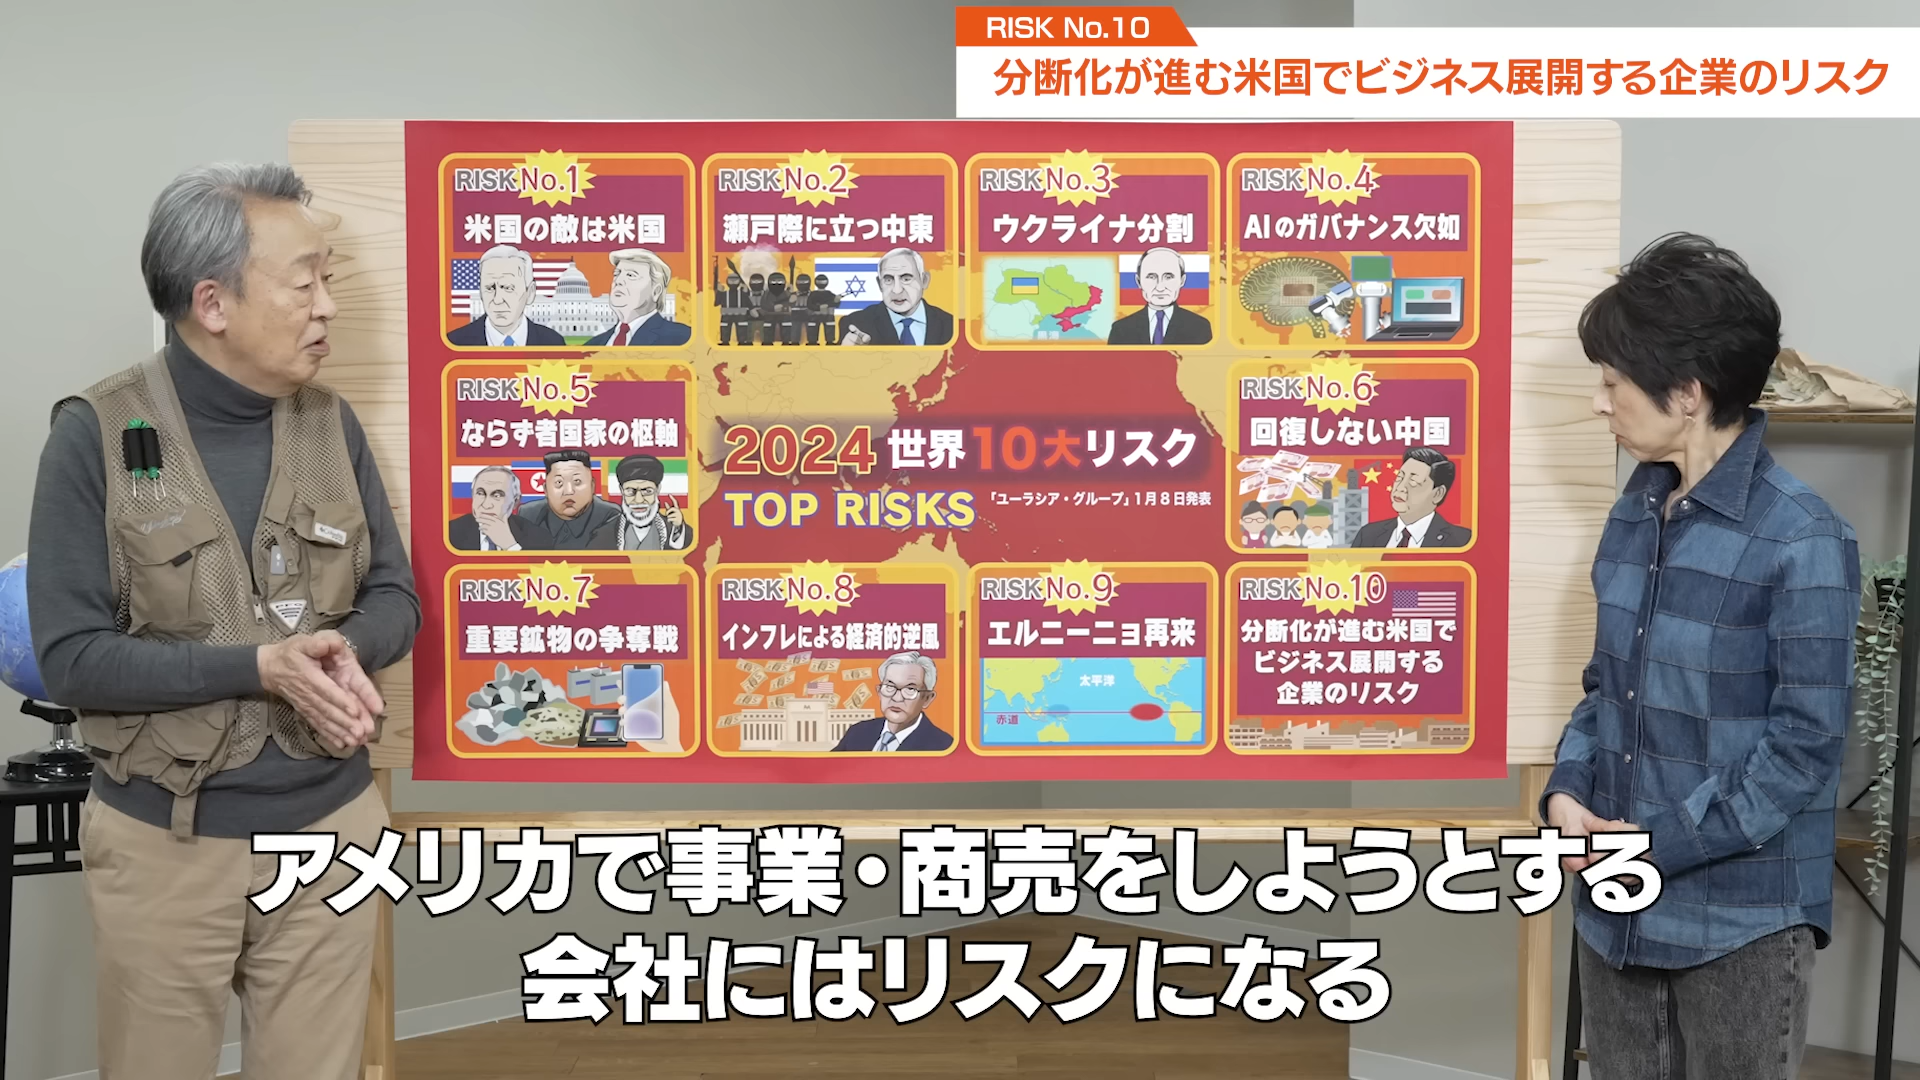 RISK No.10
分断化が進む米国でビジネス展開する企業のリスク
RISK No.1
米国の敵は米国
RISK No.2
瀬戸際に立つ中東
RISK No.3
ウクライナ分割
RISK No.4
AIのガバナンス欠如
RISK No.5
ならず者国家の枢軸
2024 世界10大リスク
TOP RISKS
「ユーラシア・グループ」1月8日発表
RISK No.6
回復しない中国
RISK No.7
重要鉱物の争奪戦
RISK No.8
インフレによる経済的逆風
RISK No.9
エルニーニョ再来
太平洋
赤道
RISK No.10
分断化が進む米国で
ビジネス展開する
企業のリスク
アメリカで事業・商売をしようとする
会社にはリスクになる